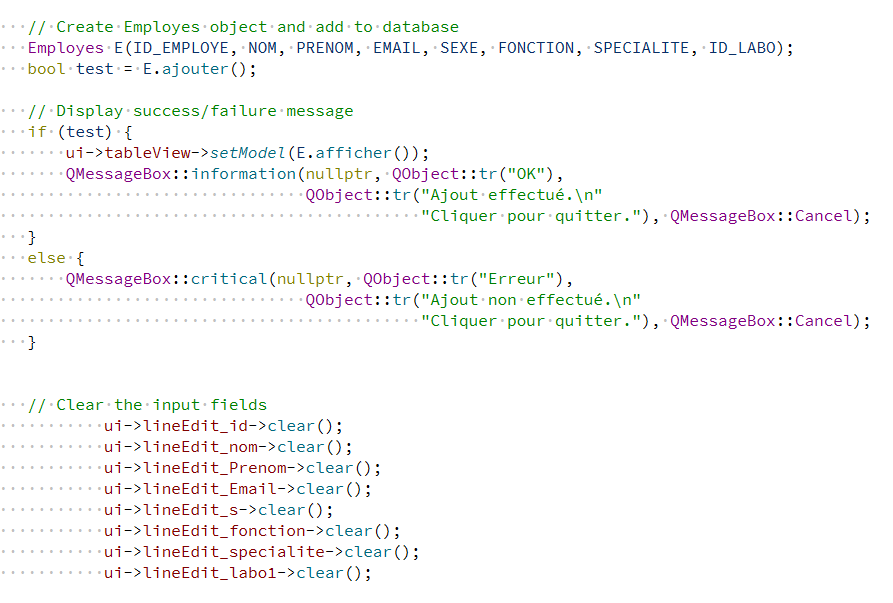 // Create Employes object and add to database
Employes E(ID_EMPLOYE, NOM, PRENOM, EMAIL, SEXE, FONCTION, SPECIALITE, ID_LABO);
bool test = E.ajouter();
// Display success/failure message
if (test) {
ui->tableView->setModel(E.afficher());
QMessageBox::information(nullptr, QObject::tr("OK"),
QObject::tr("Ajout effectué.\n"
"Cliquer pour quitter."), QMessageBox::Cancel);
}
else {
QMessageBox::critical(nullptr, QObject::tr("Erreur"),
QObject::tr("Ajout non effectué.\n"
"Cliquer pour quitter."), QMessageBox::Cancel);
}
// Clear the input fields
ui->lineEdit_id->clear();
ui->lineEdit_nom->clear();
ui->lineEdit_Prenom->clear();
ui->lineEdit_Email->clear();
ui->lineEdit_s->clear();
ui->lineEdit_fonction->clear();
ui->lineEdit_specialite->clear();
ui->lineEdit_labo1->clear();